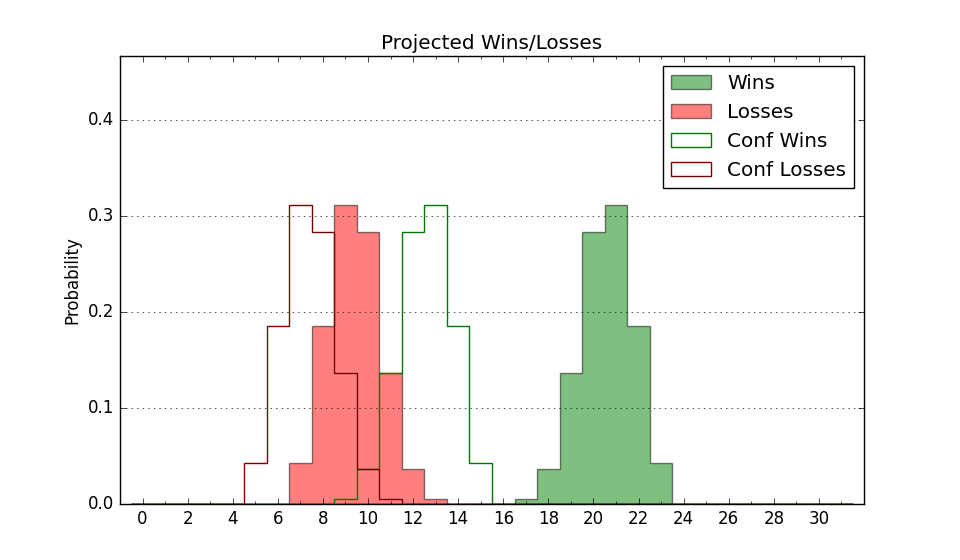 Projected Wins/Losses
Wins
Losses
Conf Wins
Conf Losses
Probability
0.4
0.3
0.2
0.1
0.0
0 2 4 6 8 10 12 14 16 18 20 22 24 26 28 30